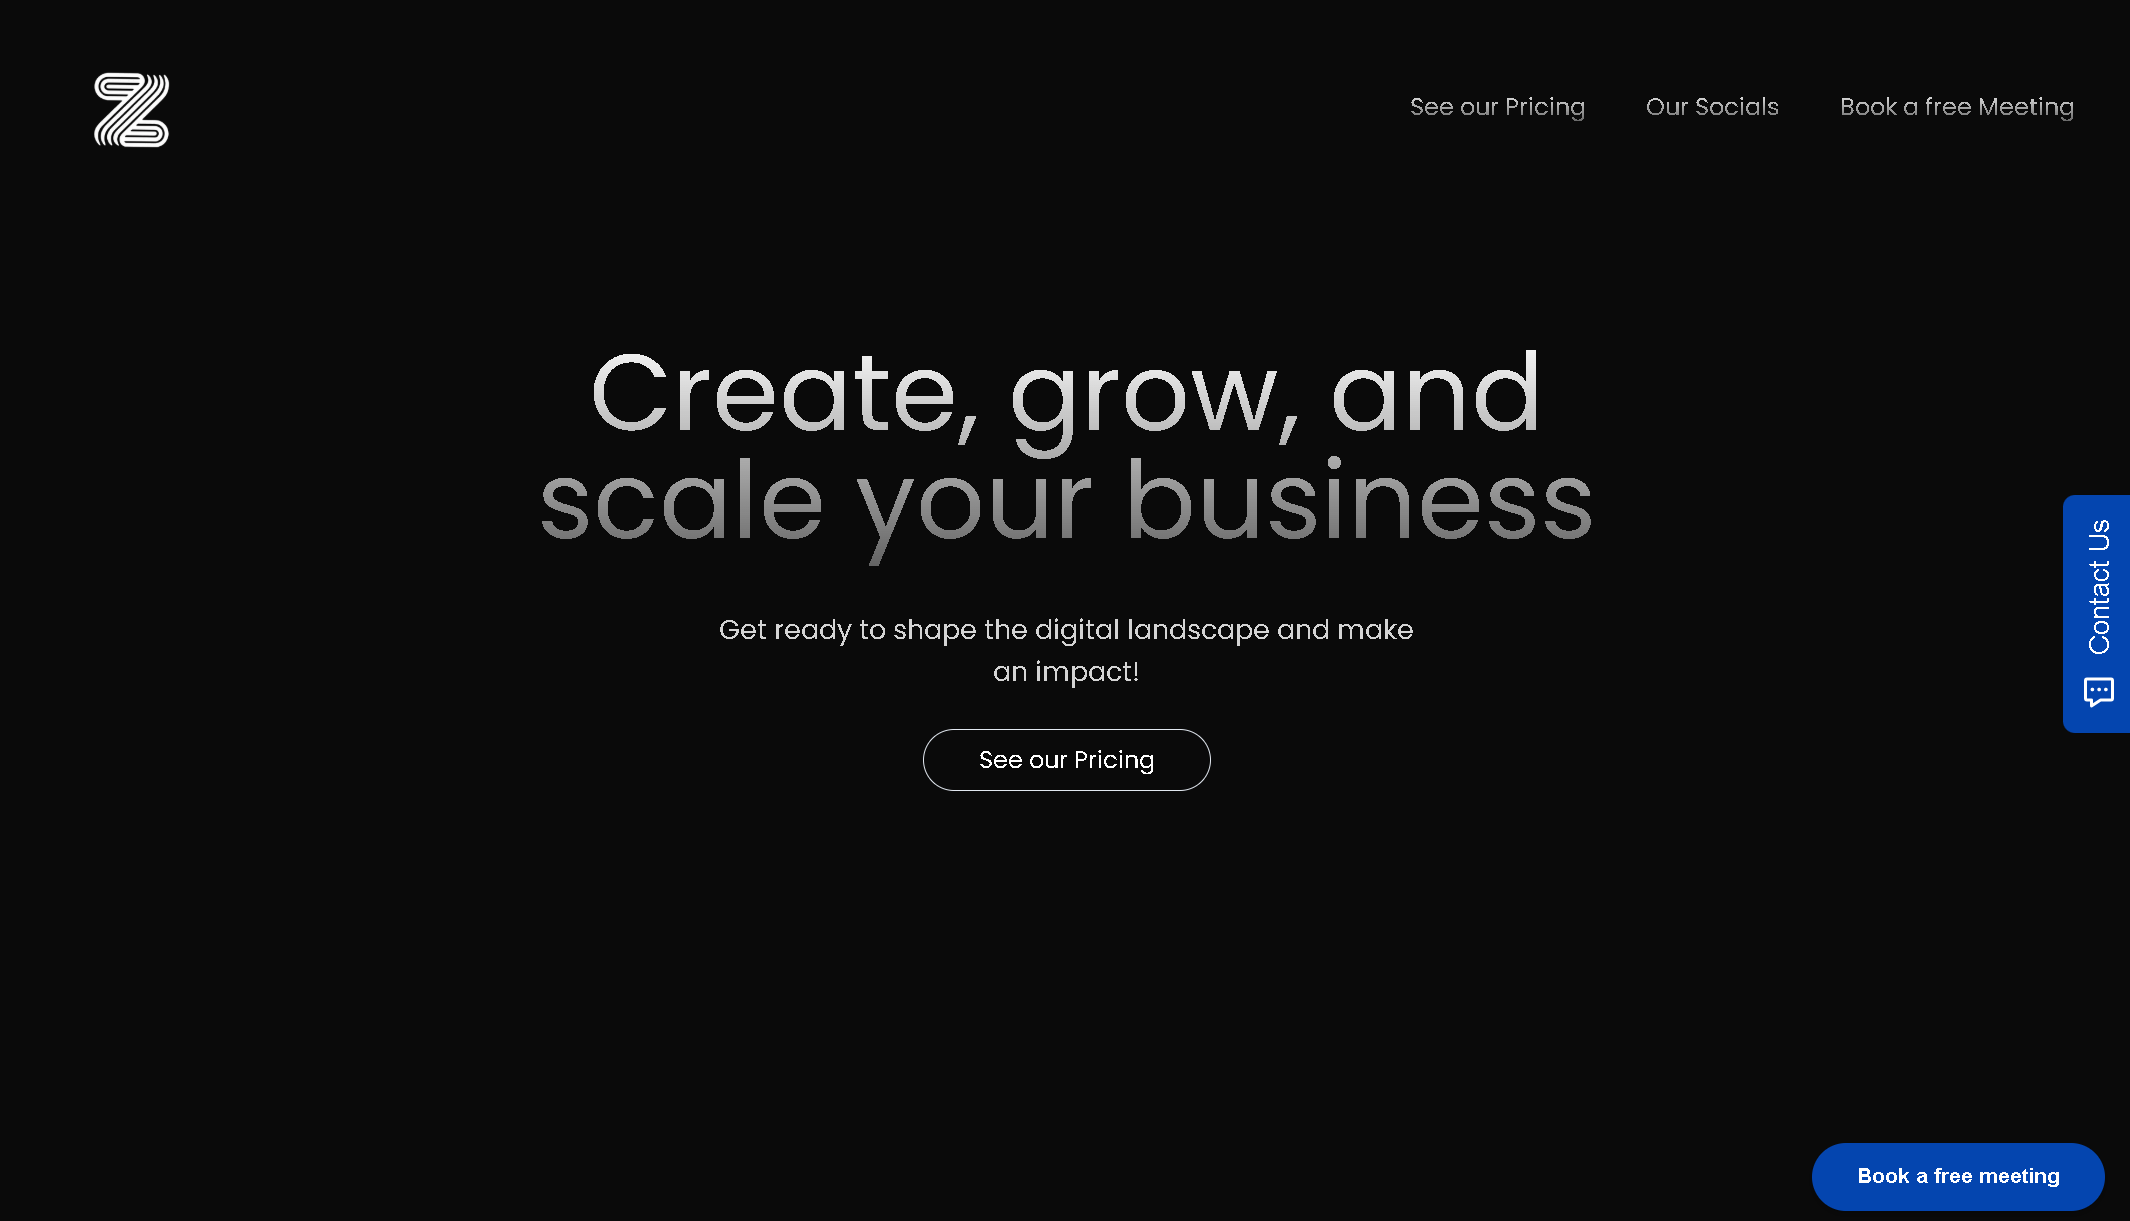 See our Pricing
Our Socials
Book a free Meeting
Create, grow, and
scale your business
Get ready to shape the digital landscape and make
an impact!
See our Pricing
Contact Us
Book a free meeting